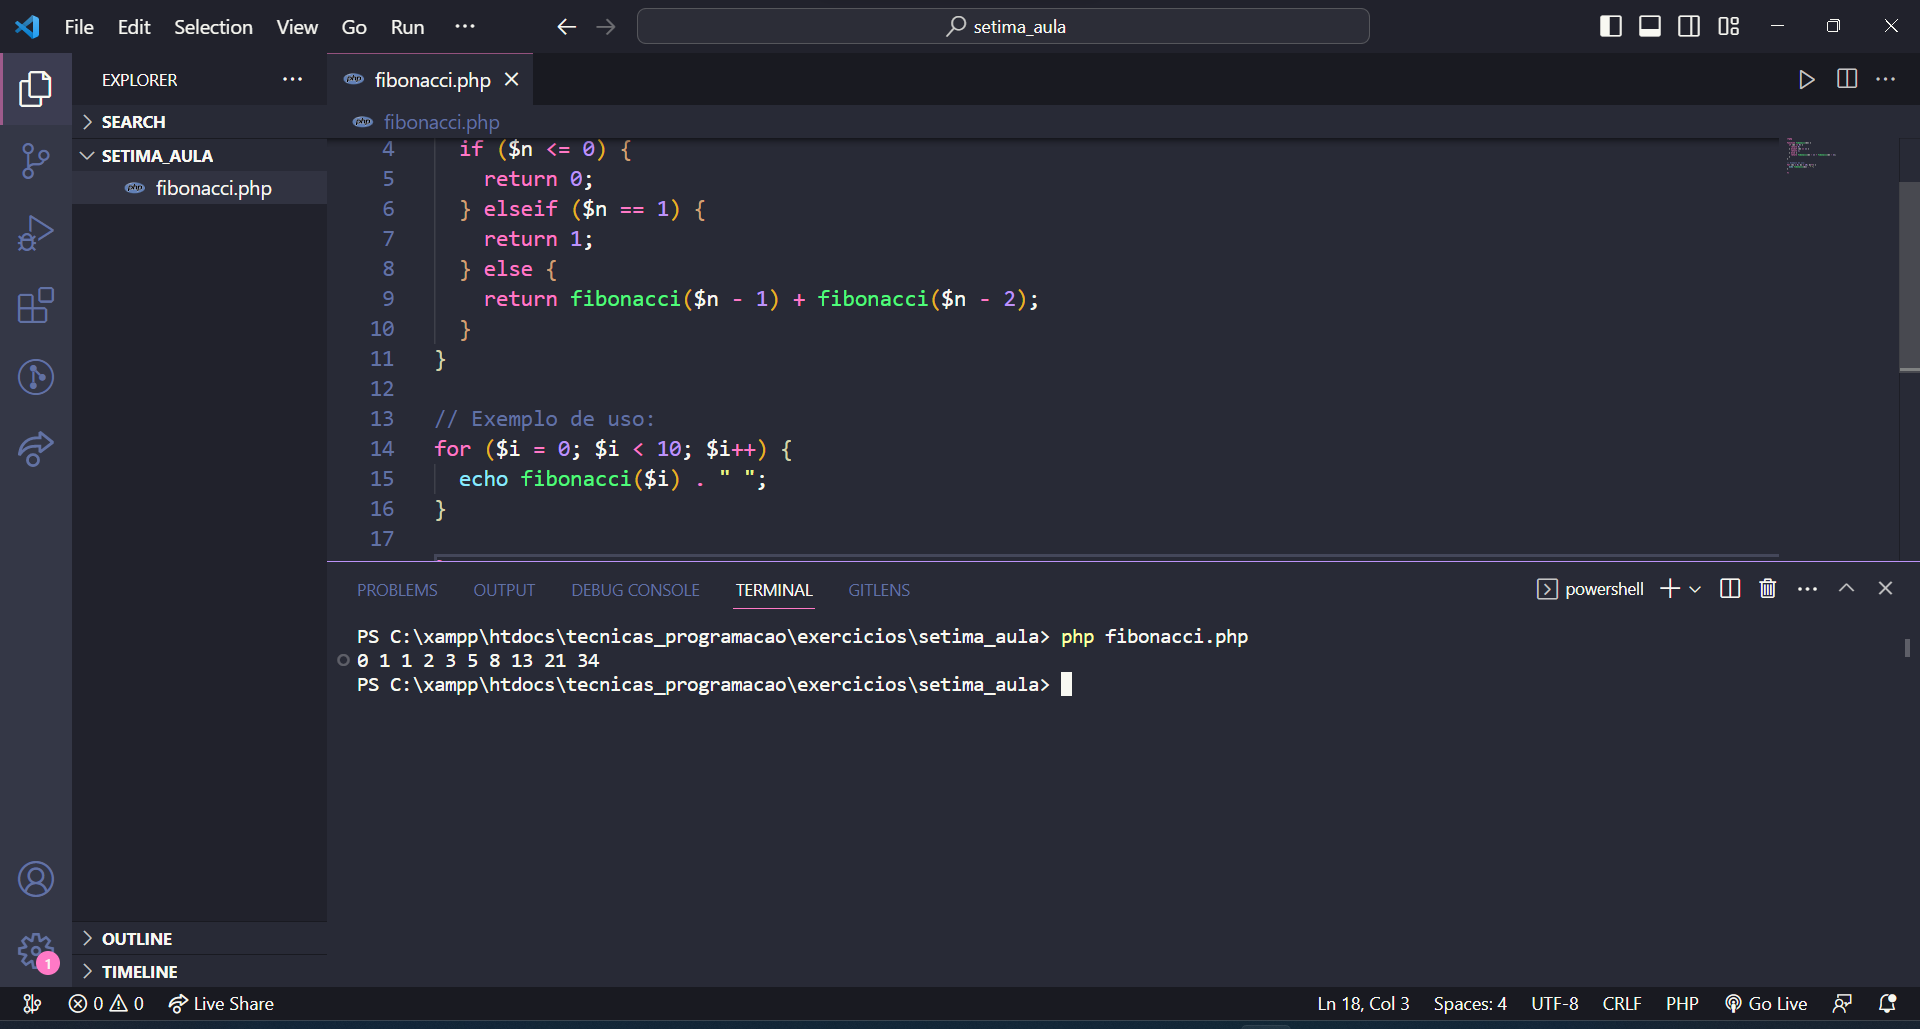 File Edit Selection View Go Run ··· setima_aula
EXPLORER ···
SEARCH
SETIMA_AULA
php fibonacci.php
php fibonacci.php
php fibonacci.php
4 if ($n <= 0) {
5 return 0;
6 } elseif ($n == 1) {
7 return 1;
8 } else {
9 return fibonacci($n - 1) + fibonacci($n - 2);
10 }
11 }
12
13 // Exemplo de uso:
14 for ($i = 0; $i < 10; $i++) {
15 echo fibonacci($i) . " ";
16 }
17
PROBLEMS OUTPUT DEBUG CONSOLE TERMINAL GITLENS powershell
PS C:\xampp\htdocs\tecnicas_programacao\exercicios\setima_aula> php fibonacci.php
0 1 1 2 3 5 8 13 21 34
PS C:\xampp\htdocs\tecnicas_programacao\exercicios\setima_aula>
OUTLINE
TIMELINE
1
0 0 Live Share Ln 18, Col 3 Spaces: 4 UTF-8 CRLF PHP Go Live